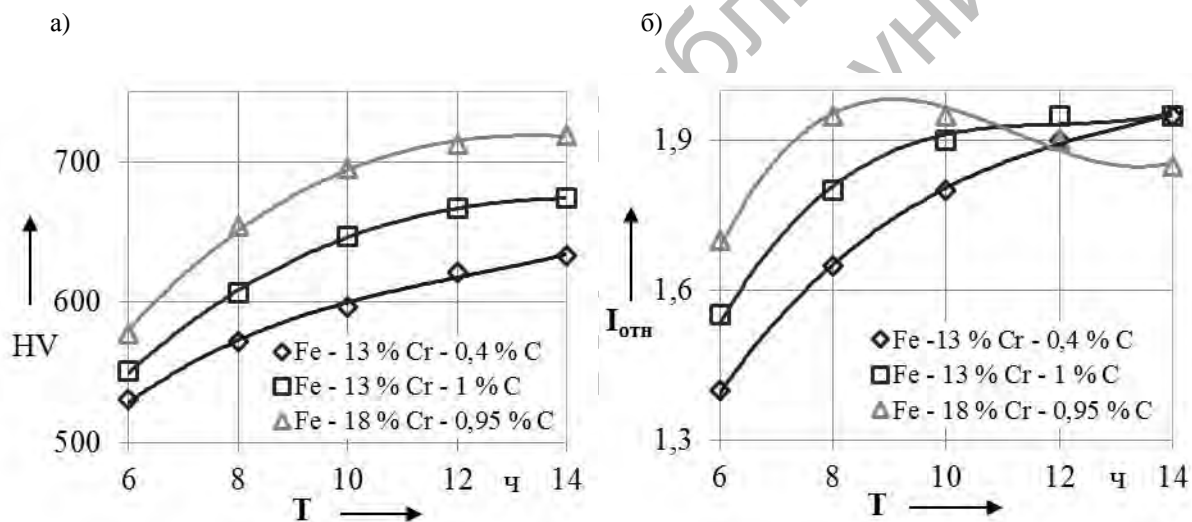 а)
700
600
500
HV
Fe - 13 % Cr - 0,4 % C
Fe - 13 % Cr - 1 % C
Fe - 18 % Cr - 0,95 % C
6 8 10 12 ч 14
T
б)
1,9
1,6
1,3
Iотн
Fe -13 % Cr - 0,4 % C
Fe - 13 % Cr - 1 % C
Fe - 18 % Cr - 0,95 % C
6 8 10 12 ч 14
T